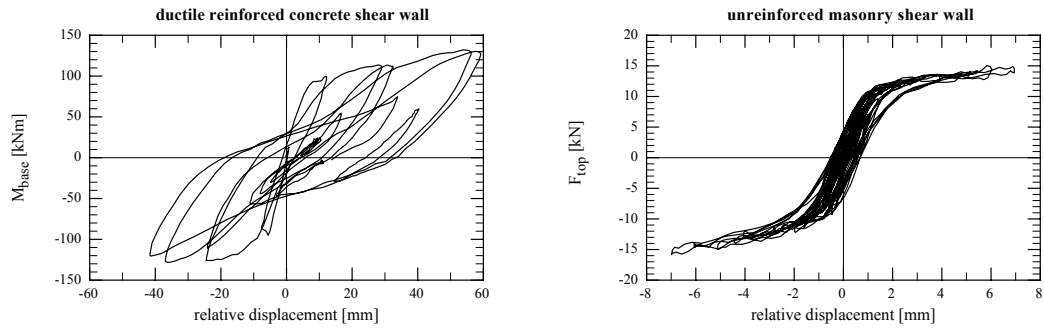 ductile reinforced concrete shear wall
150
100
50
0
-50
-100
-150
M_base [kNm]
-60 -40 -20 0 20 40 60
relative displacement [mm]
unreinforced masonry shear wall
20
15
10
5
0
-5
-10
-15
-20
F_top [kN]
-8 -6 -4 -2 0 2 4 6 8
relative displacement [mm]